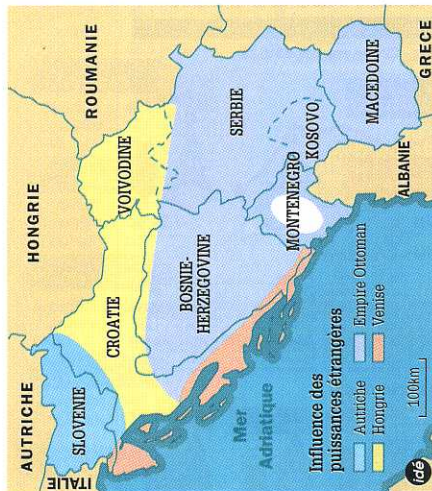 AUTRICHE
HONGRIE
ROUMANIE
ITALIE
SLOVENIE
CROATIE
VOIVODINE
BOSNIE-
HERZEGOVINE
SERBIE
MONTENEGRO
KOSOVO
MACEDOINE
ALBANIE
GRECE
Mer
Adriatique
Influence des
puissances étrangères
Autriche
Empire Ottoman
Hongrie
Venise
100km
idé